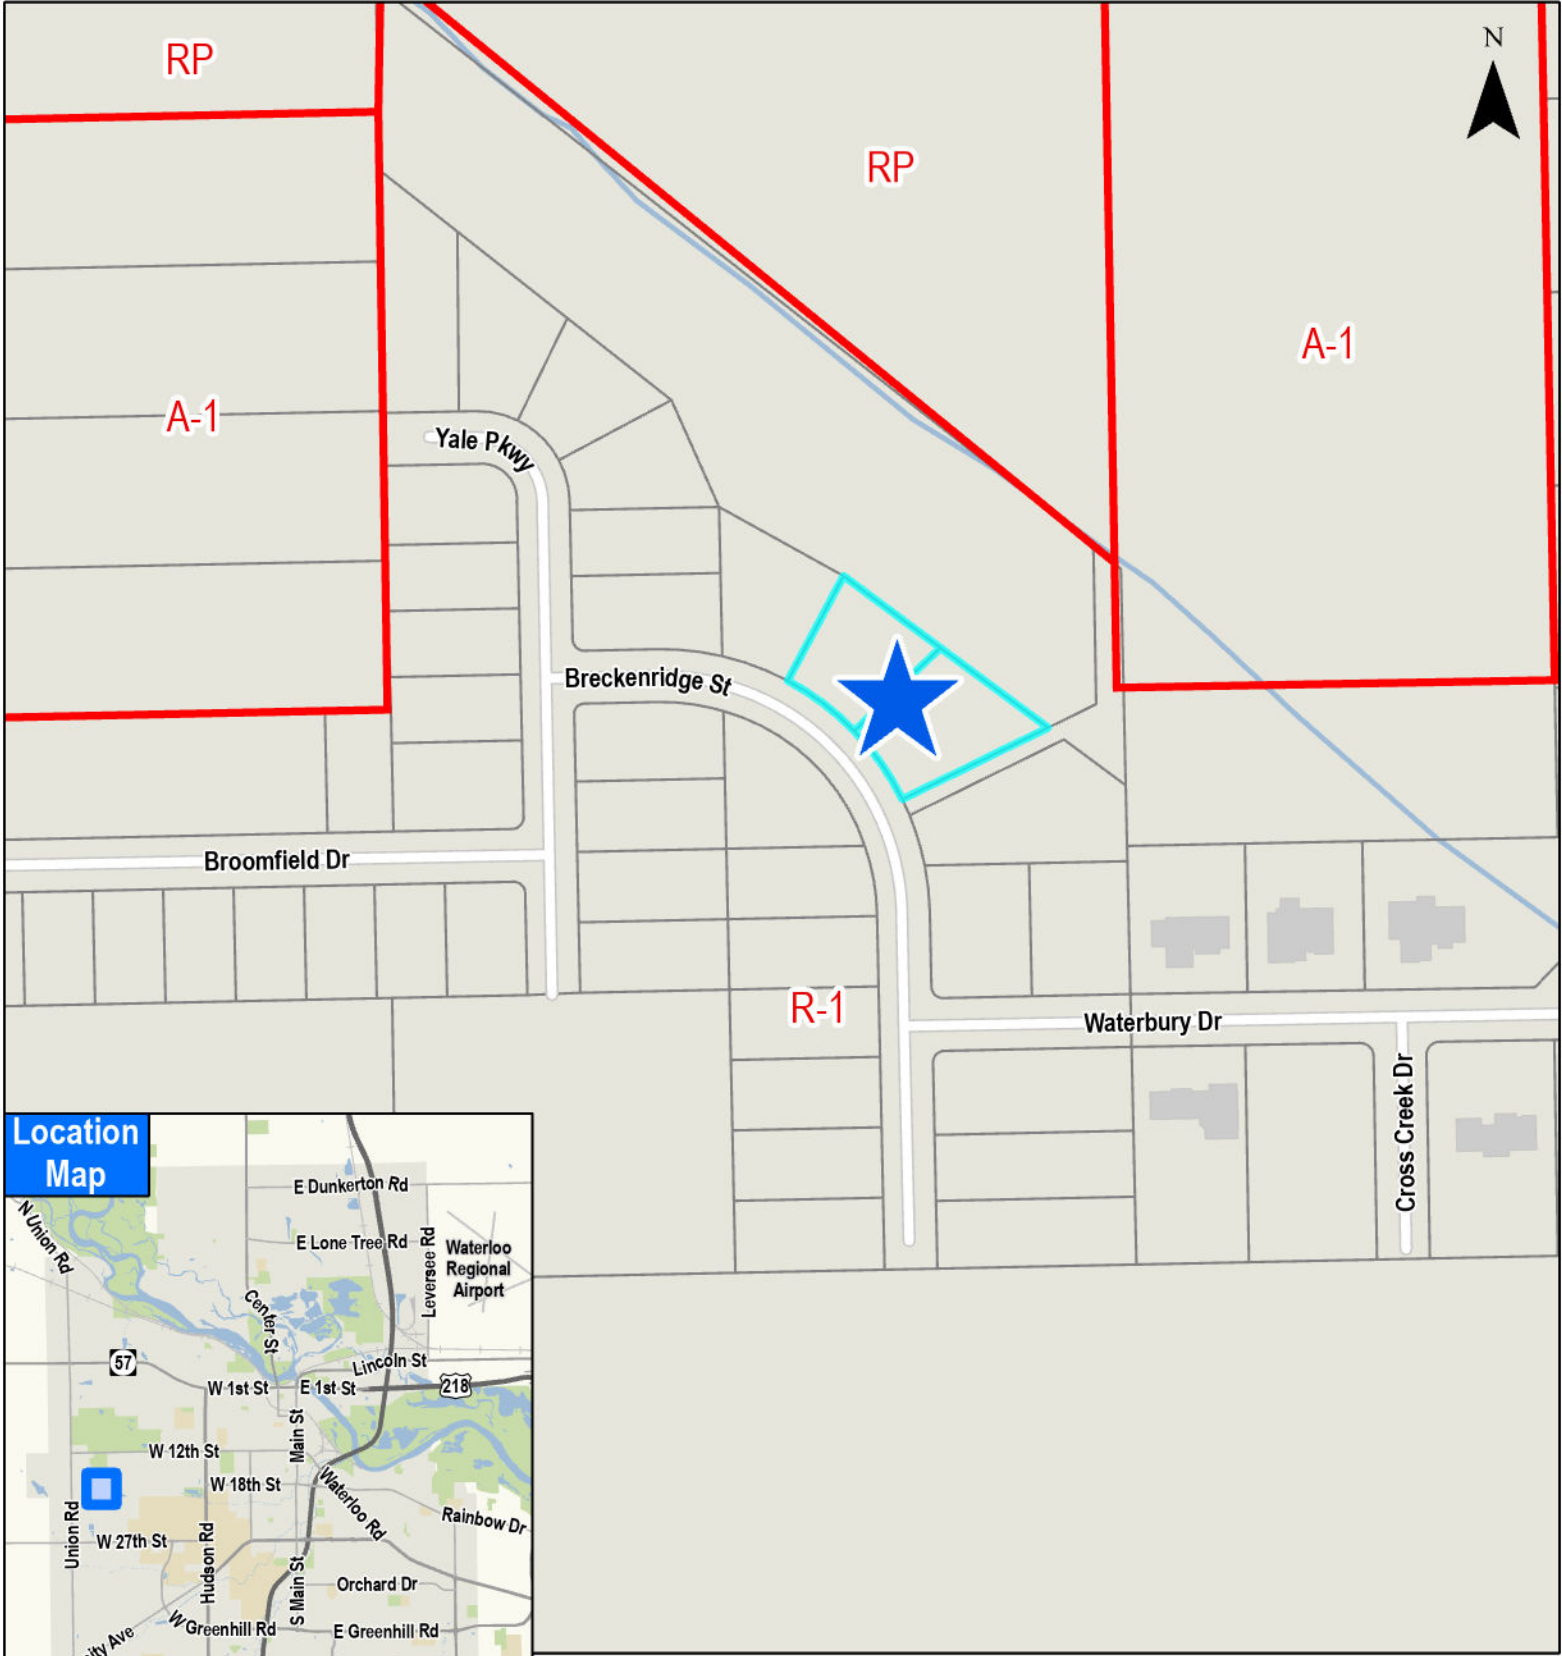 RP
N
RP
A-1
A-1
Yale Pkwy
Breckenridge St
Broomfield Dr
R-1
Waterbury Dr
Cross Creek Dr
Location
Map
E Dunkerton Rd
N Union Rd
E Lone Tree Rd
Leversee Rd
Waterloo
Regional
Airport
Center St
57
Lincoln St
W 1st St
E 1st St
218
Main St
W 12th St
W 18th St
Waterloo Rd
Rainbow Dr
Union Rd
W 27th St
Hudson Rd
S Main St
Orchard Dr
W Greenhill Rd
E Greenhill Rd
ity Ave